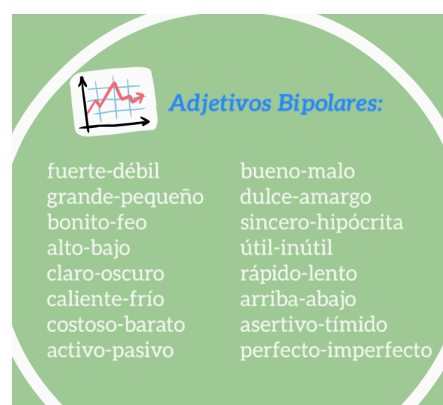 Adjetivos Bipolares:
fuerte-débil
grande-pequeño
bonito-feo
alto-bajo
claro-oscuro
caliente-frío
costoso-barato
activo-pasivo
bueno-malo
dulce-amargo
sincero-hipócrita
útil-inútil
rápido-lento
arriba-abajo
asertivo-tímido
perfecto-imperfecto